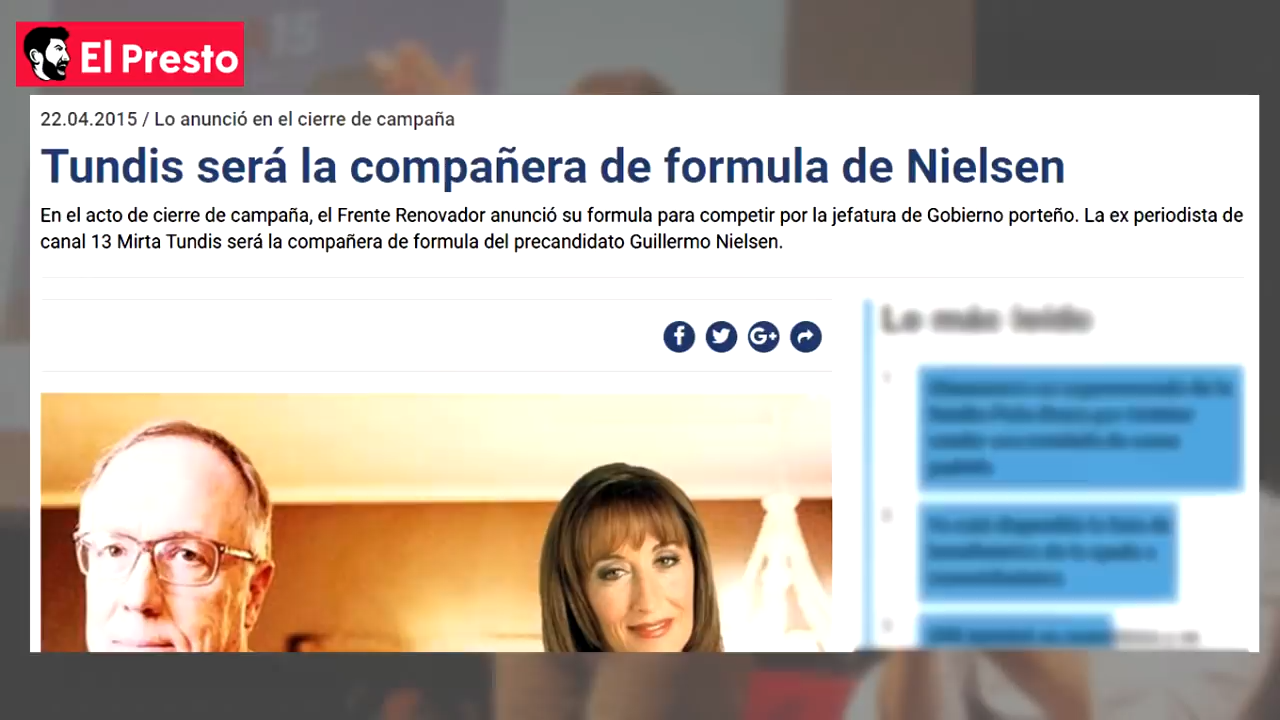 El Presto
22.04.2015 / Lo anunció en el cierre de campaña
Tundis será la compañera de formula de Nielsen
En el acto de cierre de campaña, el Frente Renovador anunció su formula para competir por la jefatura de Gobierno porteño. La ex periodista de
canal 13 Mirta Tundis será la compañera de formula del precandidato Guillermo Nielsen.
G+
Lo más leído